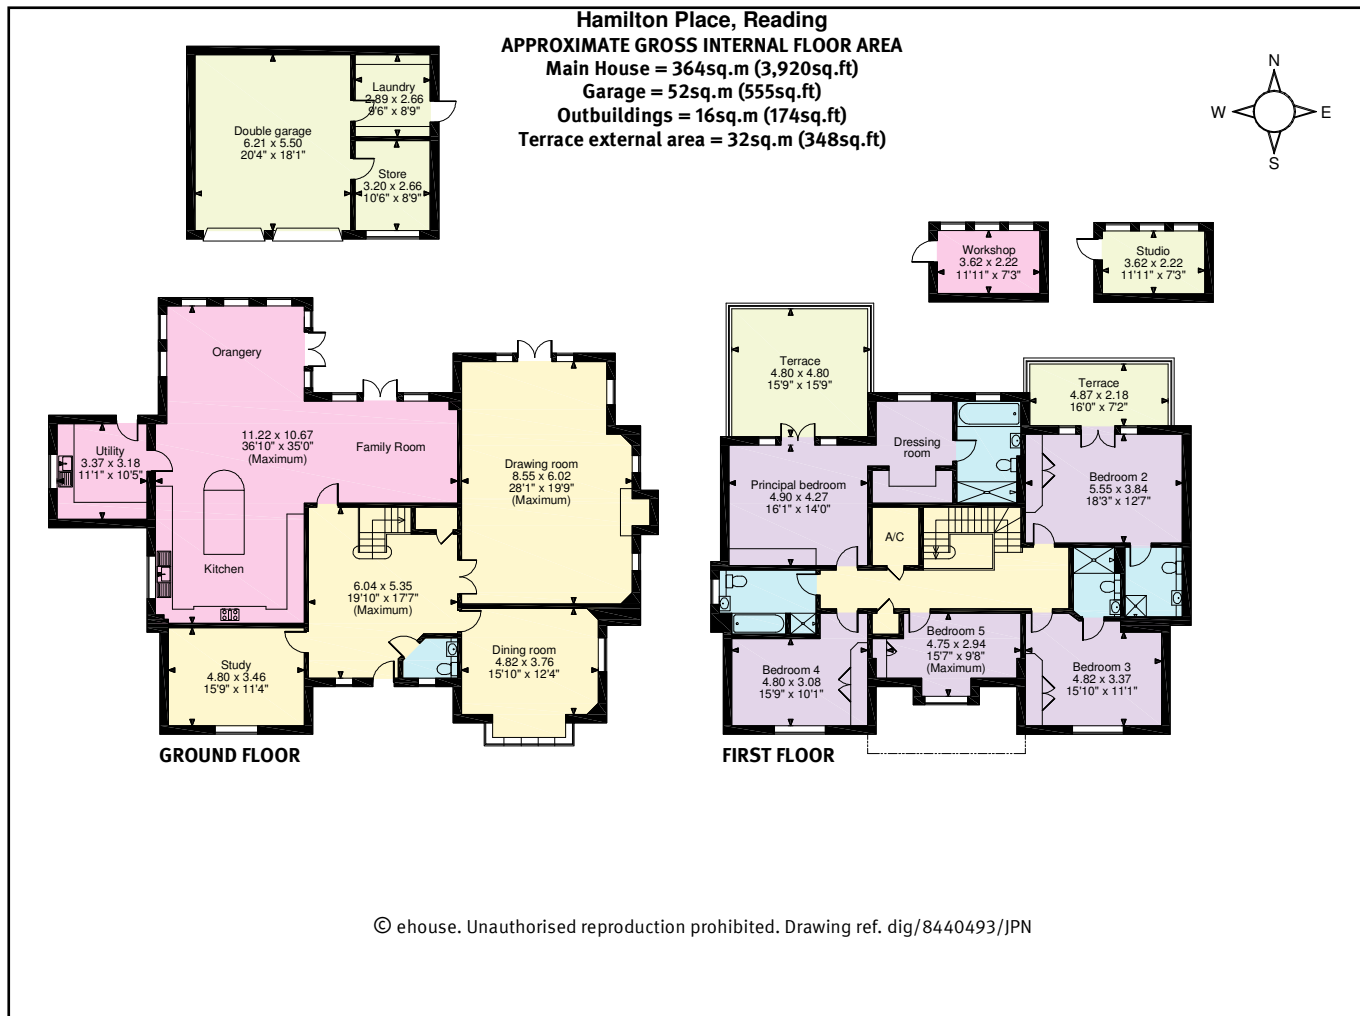 Hamilton Place, Reading
APPROXIMATE GROSS INTERNAL FLOOR AREA
Main House = 364sq.m (3,920sq.ft)
Garage = 52sq.m (555sq.ft)
Outbuildings = 16sq.m (174sq.ft)
Terrace external area = 32sq.m (348sq.ft)
N
W
E
S
Double garage
6.21 x 5.50
20'4" x 18'1"
Laundry
2.89 x 2.66
9'6" x 8'9"
Store
3.20 x 2.66
10'6" x 8'9"
Workshop
3.62 x 2.22
11'11" x 7'3"
Studio
3.62 x 2.22
11'11" x 7'3"
Orangery
11.22 x 10.67
36'10" x 35'0"
(Maximum)
Family Room
Utility
3.37 x 3.18
11'1" x 10'5"
Kitchen
Drawing room
8.55 x 6.02
28'1" x 19'9"
(Maximum)
6.04 x 5.35
19'10" x 17'7"
(Maximum)
Study
4.80 x 3.46
15'9" x 11'4"
Dining room
4.82 x 3.76
15'10" x 12'4"
GROUND FLOOR
Terrace
4.80 x 4.80
15'9" x 15'9"
Terrace
4.87 x 2.18
16'0" x 7'2"
Dressing
room
Principal bedroom
4.90 x 4.27
16'1" x 14'0"
Bedroom 2
5.55 x 3.84
18'3" x 12'7"
A/C
Bedroom 4
4.80 x 3.08
15'9" x 10'1"
Bedroom 5
4.75 x 2.94
15'7" x 9'8"
(Maximum)
Bedroom 3
4.82 x 3.37
15'10" x 11'1"
FIRST FLOOR
© ehouse. Unauthorised reproduction prohibited. Drawing ref. dig/8440493/JPN